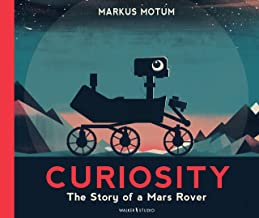 MARKUS MOTUM
CURIOSITY
The Story of a Mars Rover
WALKER STUDIO